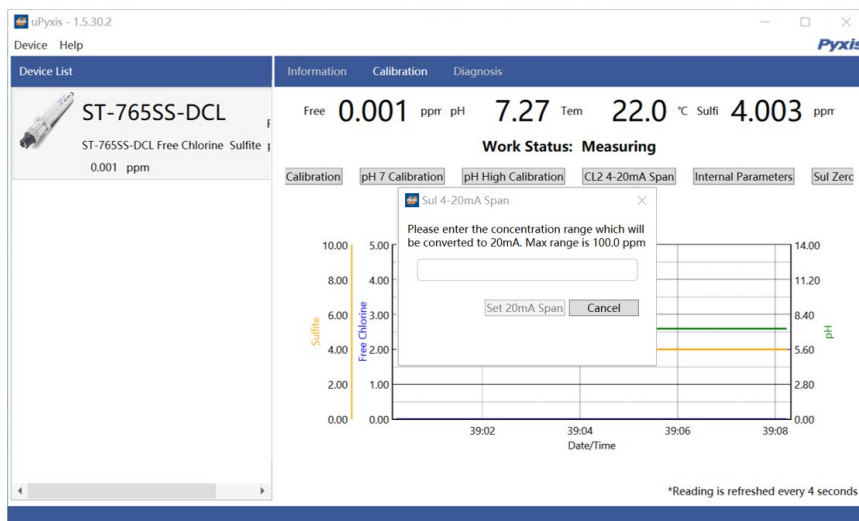 uPyxis - 1.5.30.2
Device Help
Pyxis
Device List
Information Calibration Diagnosis
ST-765SS-DCL
ST-765SS-DCL Free Chlorine Sulfite
0.001 ppm
Free 0.001 ppm pH 7.27 Tem 22.0 °C Sulfi 4.003 ppm
Work Status: Measuring
Calibration pH 7 Calibration pH High Calibration CL2 4-20mA Span Internal Parameters Sul Zero
Sul 4-20mA Span
Please enter the concentration range which will
be converted to 20mA. Max range is 100.0 ppm
Set 20mA Span Cancel
10.00 5.00 14.00
8.00 4.00 11.20
6.00 3.00 8.40
4.00 2.00 5.60
2.00 1.00 2.80
0.00 0.00 0.00
Sulfite
Free Chlorine
pH
39:02 39:04 39:06 39:08
Date/Time
*Reading is refreshed every 4 seconds